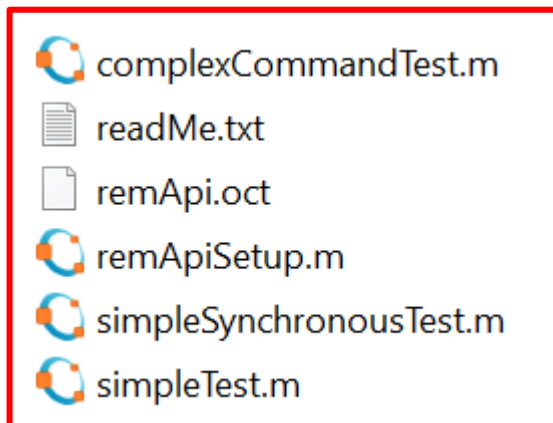 complexCommandTest.m
readMe.txt
remApi.oct
remApiSetup.m
simpleSynchronousTest.m
simpleTest.m